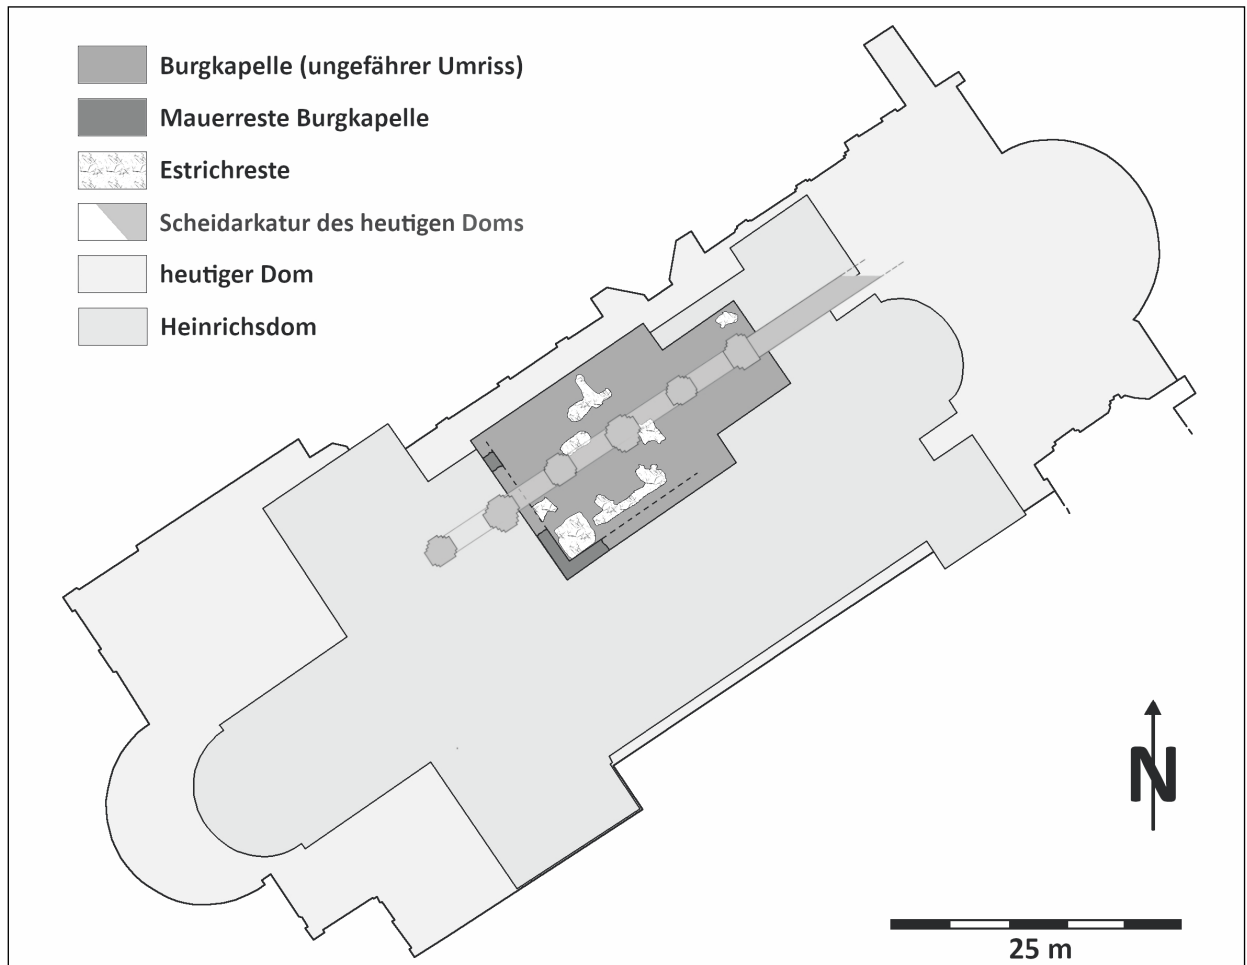 Burgkapelle (ungefährer Umriss)
Mauerreste Burgkapelle
Estrichreste
Scheidarkatur des heutigen Doms
heutiger Dom
Heinrichsdom
N
25 m